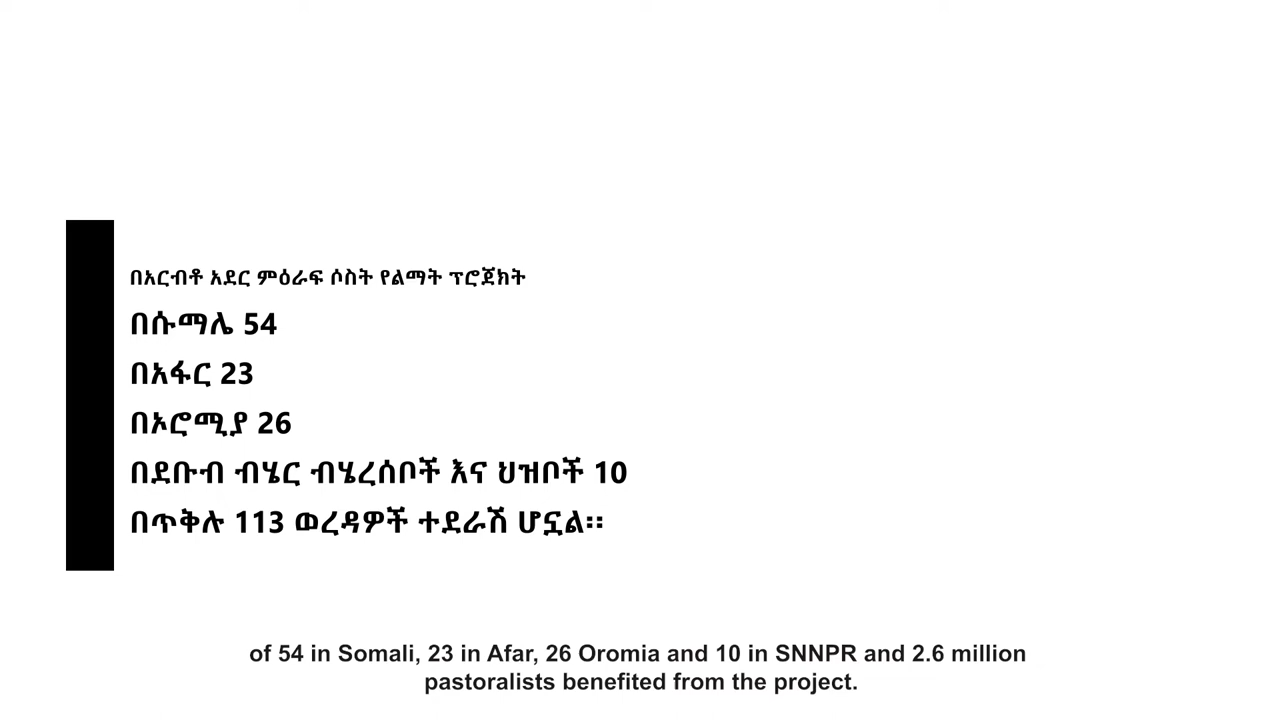 በአርብቶ አደር ምዕራፍ ሶስት የልማት ፕሮጀክት
በሱማሌ 54
በአፋር 23
በኦሮሚያ 26
በደቡብ ብሄር ብሄረሰቦች እና ህዝቦች 10
በጥቅሉ 113 ወረዳዎች ተደራሽ ሆኗል፡፡
of 54 in Somali, 23 in Afar, 26 Oromia and 10 in SNNPR and 2.6 million
pastoralists benefited from the project.